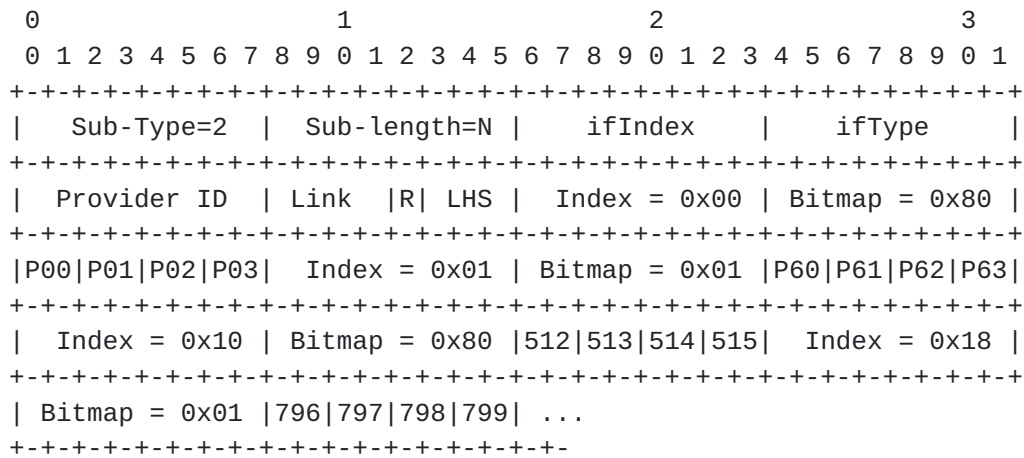 0                   1                   2                   3
 0 1 2 3 4 5 6 7 8 9 0 1 2 3 4 5 6 7 8 9 0 1 2 3 4 5 6 7 8 9 0 1
+-+-+-+-+-+-+-+-+-+-+-+-+-+-+-+-+-+-+-+-+-+-+-+-+-+-+-+-+-+-+-+-+
|   Sub-Type=2  | Sub-length=N |    ifIndex    |    ifType     |
+-+-+-+-+-+-+-+-+-+-+-+-+-+-+-+-+-+-+-+-+-+-+-+-+-+-+-+-+-+-+-+-+
|  Provider ID  | Link  |R| LHS |  Index = 0x00 | Bitmap = 0x80 |
+-+-+-+-+-+-+-+-+-+-+-+-+-+-+-+-+-+-+-+-+-+-+-+-+-+-+-+-+-+-+-+-+
|P00|P01|P02|P03|  Index = 0x01 | Bitmap = 0x01 |P60|P61|P62|P63|
+-+-+-+-+-+-+-+-+-+-+-+-+-+-+-+-+-+-+-+-+-+-+-+-+-+-+-+-+-+-+-+-+
|  Index = 0x10 | Bitmap = 0x80 |512|513|514|515|  Index = 0x18 |
+-+-+-+-+-+-+-+-+-+-+-+-+-+-+-+-+-+-+-+-+-+-+-+-+-+-+-+-+-+-+-+-+
| Bitmap = 0x01 |796|797|798|799| ...
+-+-+-+-+-+-+-+-+-+-+-+-+-+-+-+-+-+-